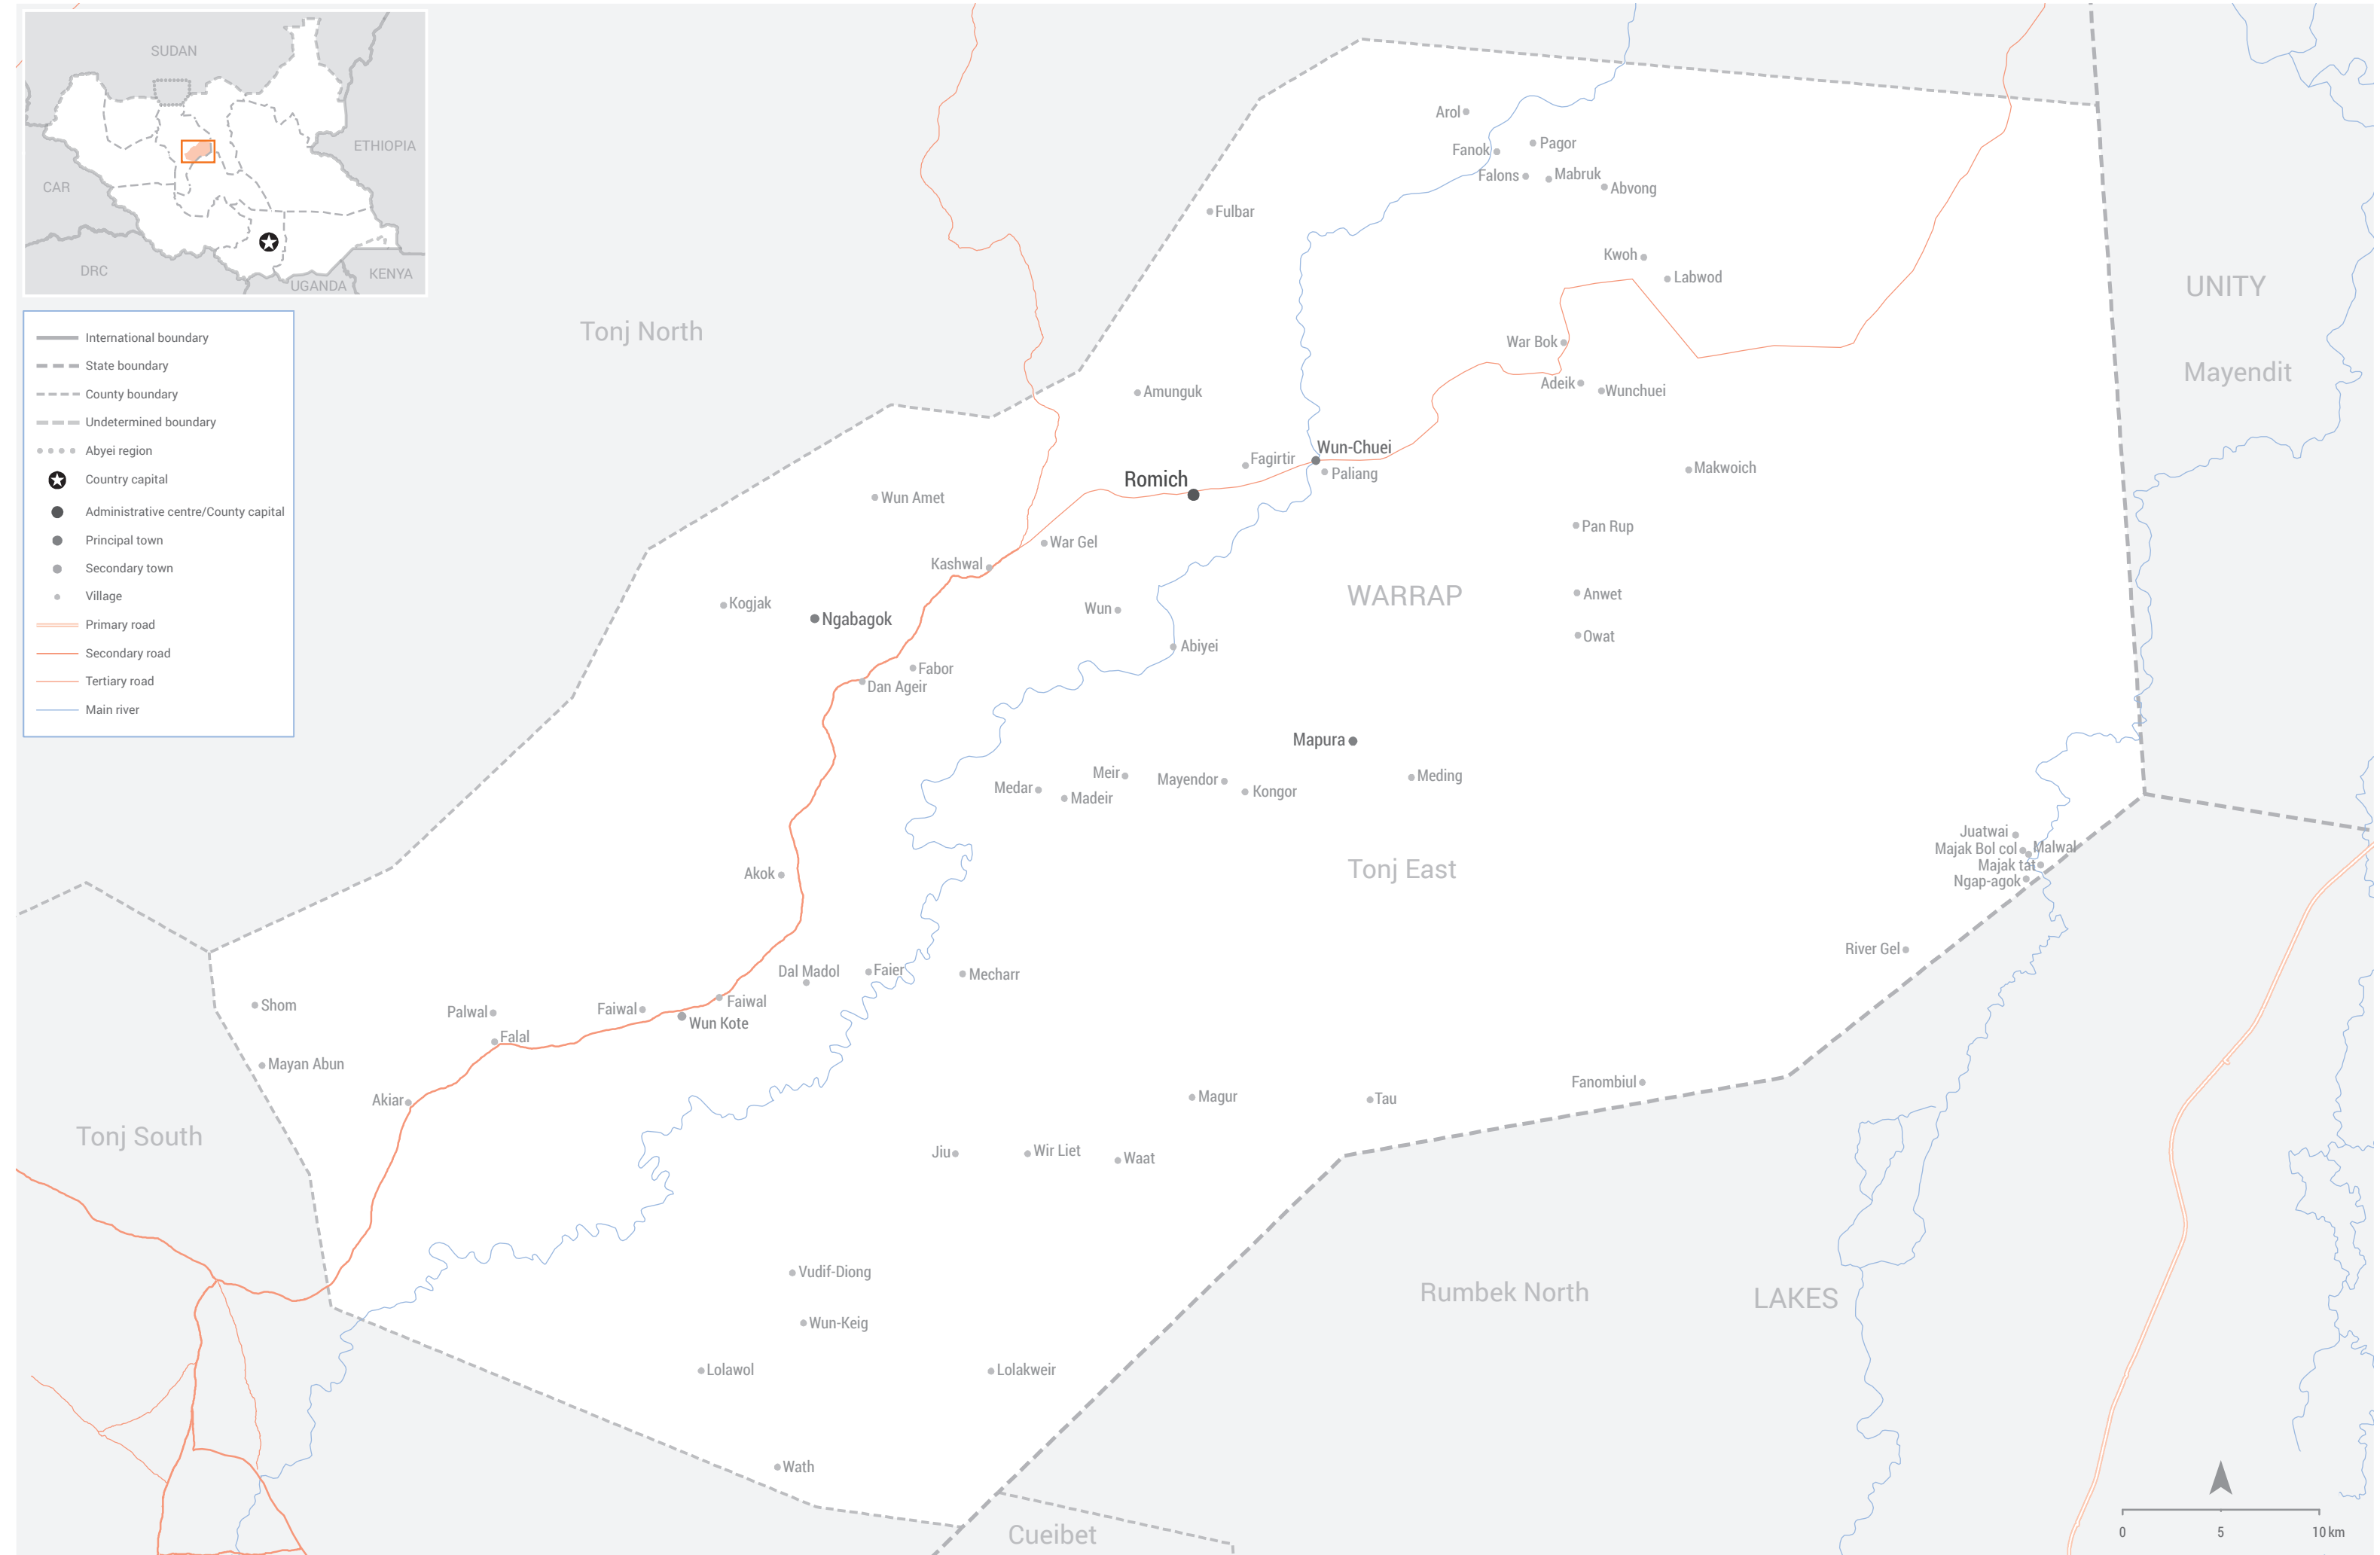 SUDAN
ETHIOPIA
CAR
DRC
UGANDA
KENYA
International boundary
State boundary
County boundary
Undetermined boundary
Abyei region
Country capital
Administrative centre/County capital
Principal town
Secondary town
Village
Primary road
Secondary road
Tertiary road
Main river
Arol
Fanok
Pagor
Falons
Mabruk
Abvong
Fulbar
Kwoh
Labwod
UNITY
Tonj North
War Bok
Mayendit
Adeik
Wunchuei
Amunguk
Wun-Chuei
Fagirtir
Paliang
Makwoich
Romich
Wun Amet
Pan Rup
War Gel
Kashwal
WARRAP
Anwet
Kogjak
Wun
Ngabagok
Owat
Abiyei
Fabor
Dan Ageir
Mapura
Meir
Mayendor
Meding
Medar
Madeir
Kongor
Juatwai
Majak Bol col
Malwal
Majak tat
Ngap-agok
Akok
Tonj East
River Gel
Dal Madol
Faier
Mecharr
Shom
Palwal
Faiwal
Faiwal
Wun Kote
Falal
Mayan Abun
Akiar
Fanombiul
Magur
Tau
Tonj South
Jiu
Wir Liet
Waat
Vudif-Diong
Rumbek North
LAKES
Wun-Keig
Lolawol
Lolakweir
Wath
Cueibet
0 5 10 km